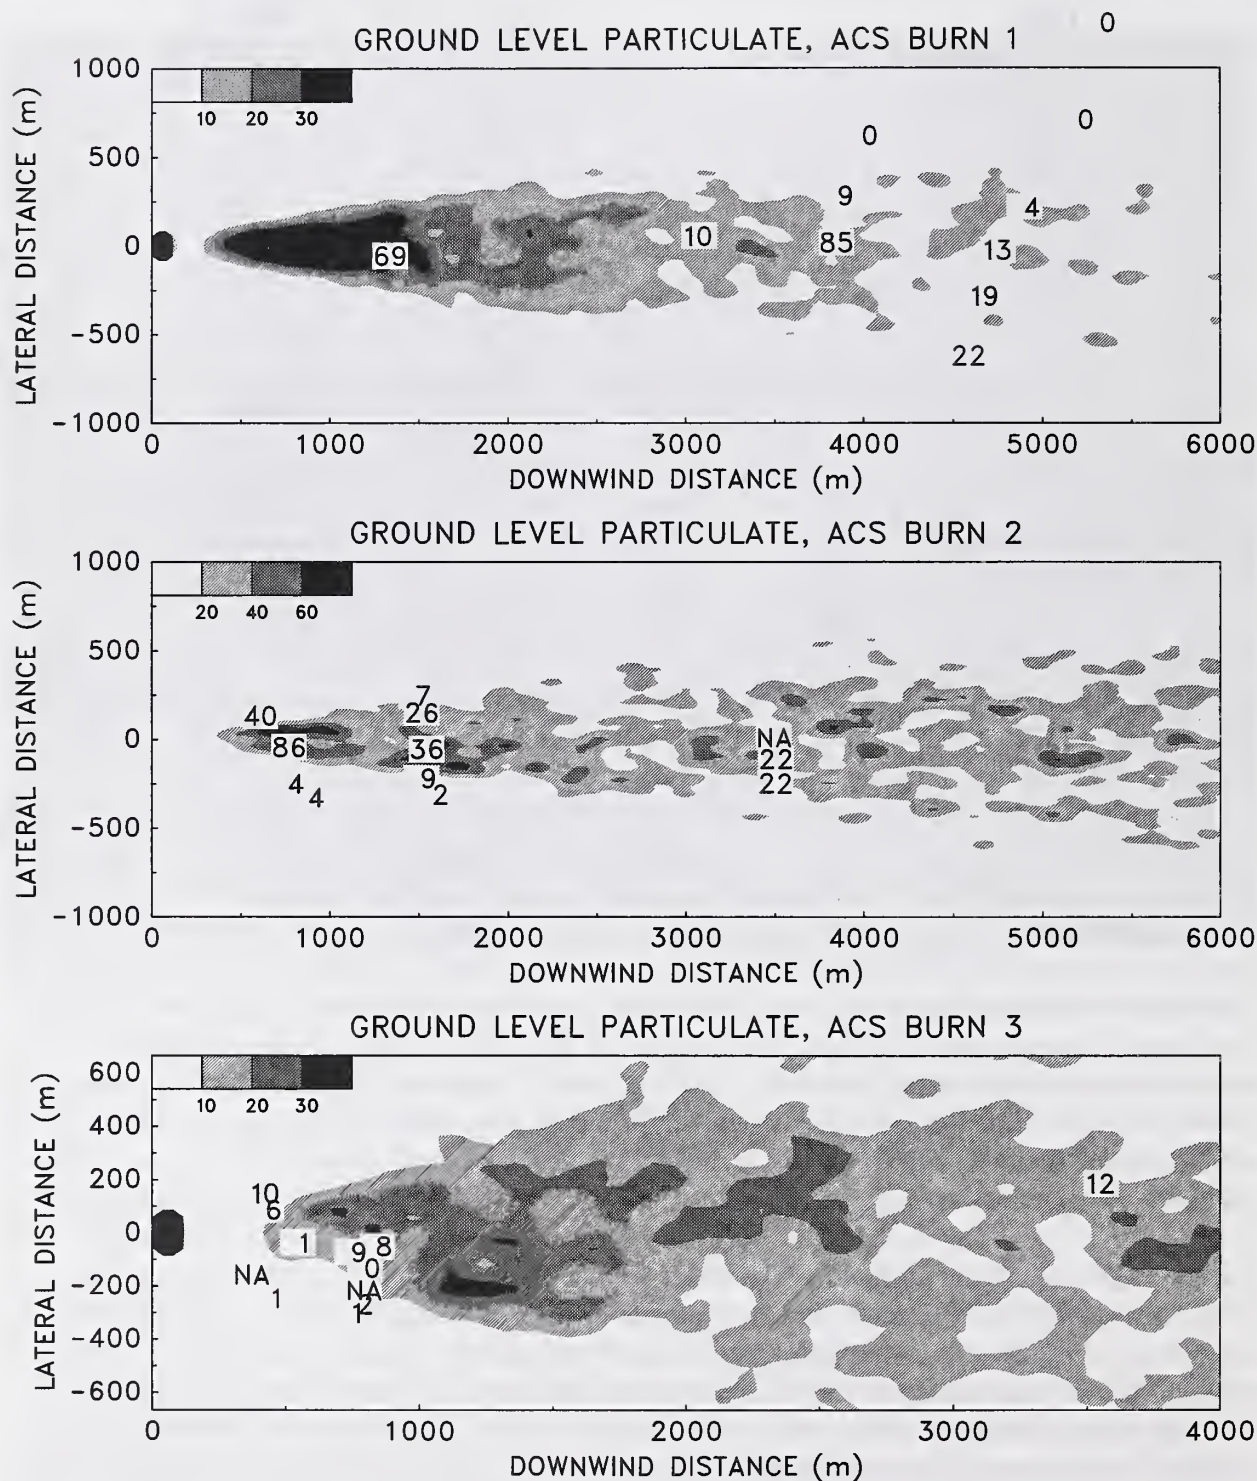 0
GROUND LEVEL PARTICULATE, ACS BURN 1
1000
500
0
-500
-1000
LATERAL DISTANCE (m)
10 20 30
0
0
9
4
69
10
85
13
19
22
0 1000 2000 3000 4000 5000 6000
DOWNWIND DISTANCE (m)
GROUND LEVEL PARTICULATE, ACS BURN 2
1000
500
0
-500
-1000
LATERAL DISTANCE (m)
20 40 60
7
40
26
86
36
NA
22
4
4
9
2
22
0 1000 2000 3000 4000 5000 6000
DOWNWIND DISTANCE (m)
GROUND LEVEL PARTICULATE, ACS BURN 3
600
400
200
0
-200
-400
-600
LATERAL DISTANCE (m)
10 20 30
10
6
12
1
9
8
0
NA
1
NA
2
1
0 1000 2000 3000 4000
DOWNWIND DISTANCE (m)